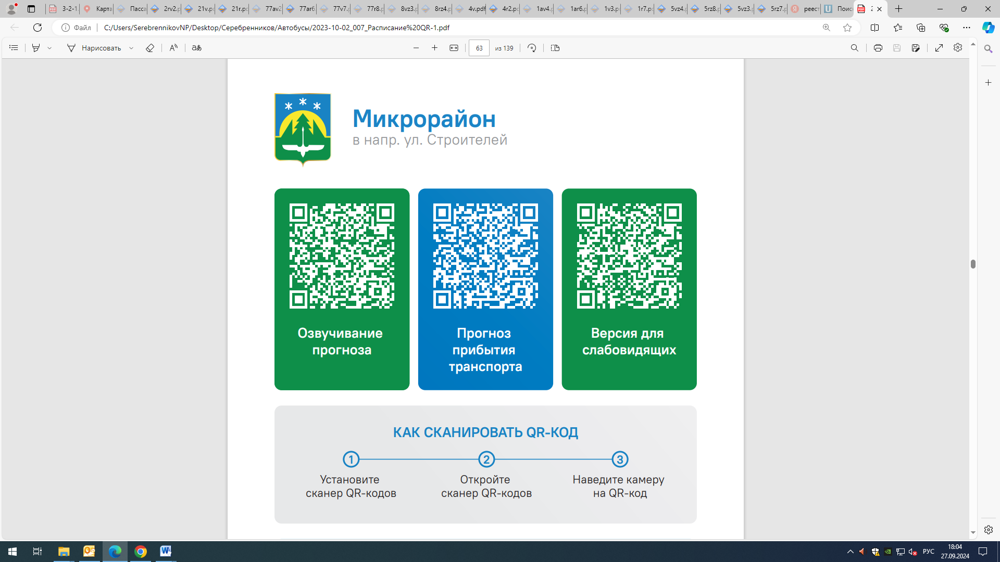 3-2-1.
Карта
Пасса
2rv2.p
21v.pd
21r.pd
77av2
77ar6
77v7.p
77r8.p
8vz3.p
8rz4.p
4v.pdf
4r2.pd
1av4.p
1ar6.p
1v3.p
1r7.pd
5vz4.p
5rz8.p
5vz3.p
5rz7.p
реест
Поис
Файл
C:/Users/SerebrennikovNP/Desktop/Серебренников/Автобусы/2023-10-02_007_Расписание%20QR-1.pdf
Нарисовать
63 из 139
Микрорайон
в напр. ул. Строителей
Озвучивание
прогноза
Прогноз
прибытия
транспорта
Версия для
слабовидящих
КАК СКАНИРОВАТЬ QR-КОД
1
2
3
Установите
сканер QR-кодов
Откройте
сканер QR-кодов
Наведите камеру
на QR-код
РУС
18:04
27.09.2024